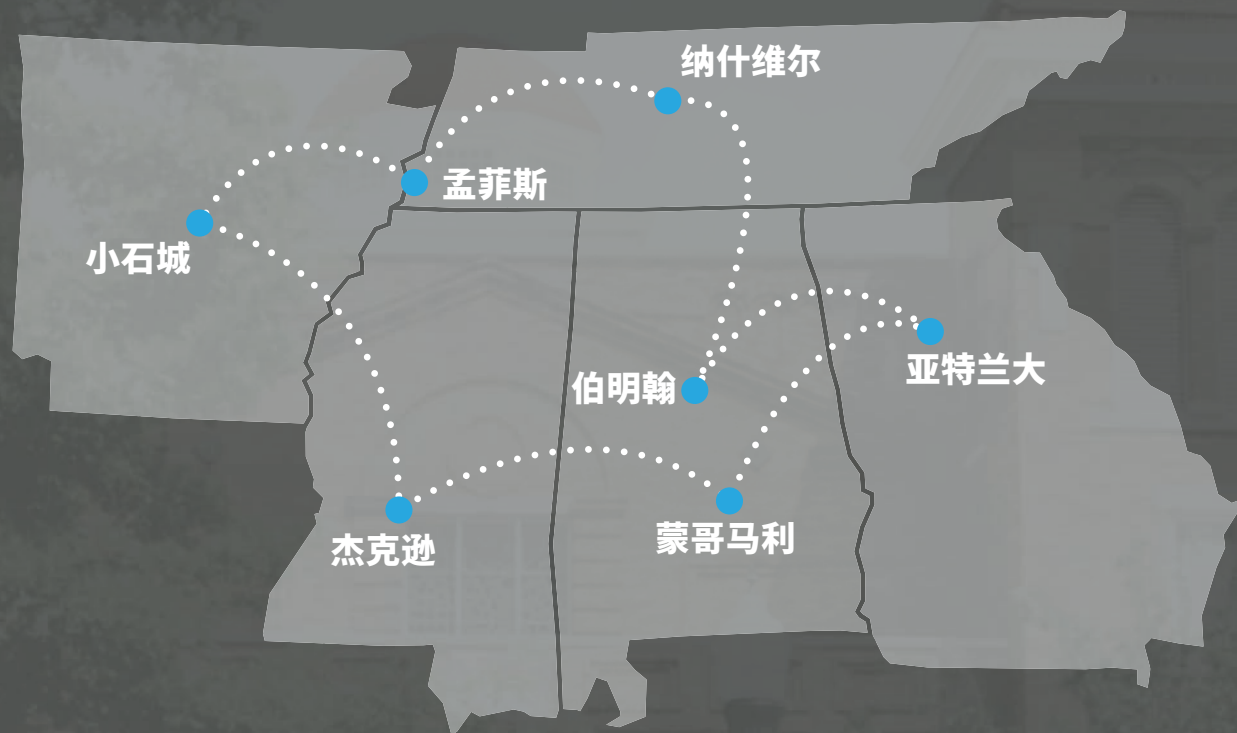 纳什维尔
孟菲斯
小石城
亚特兰大
伯明翰
蒙哥马利
杰克逊